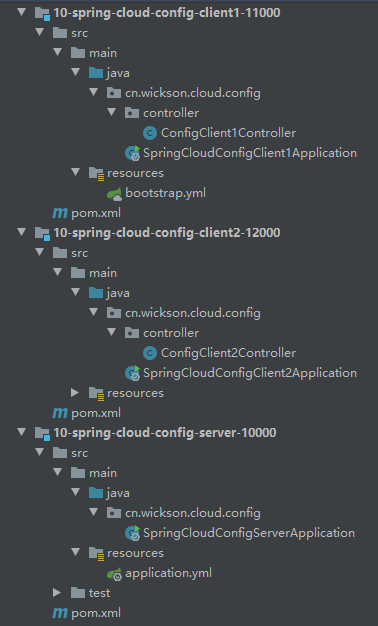 10-spring-cloud-config-client1-11000
src
main
java
cn.wickson.cloud.config
controller
ConfigClient1Controller
SpringCloudConfigClient1Application
resources
bootstrap.yml
pom.xml
10-spring-cloud-config-client2-12000
src
main
java
cn.wickson.cloud.config
controller
ConfigClient2Controller
SpringCloudConfigClient2Application
resources
pom.xml
10-spring-cloud-config-server-10000
src
main
java
cn.wickson.cloud.config
SpringCloudConfigServerApplication
resources
application.yml
test
pom.xml